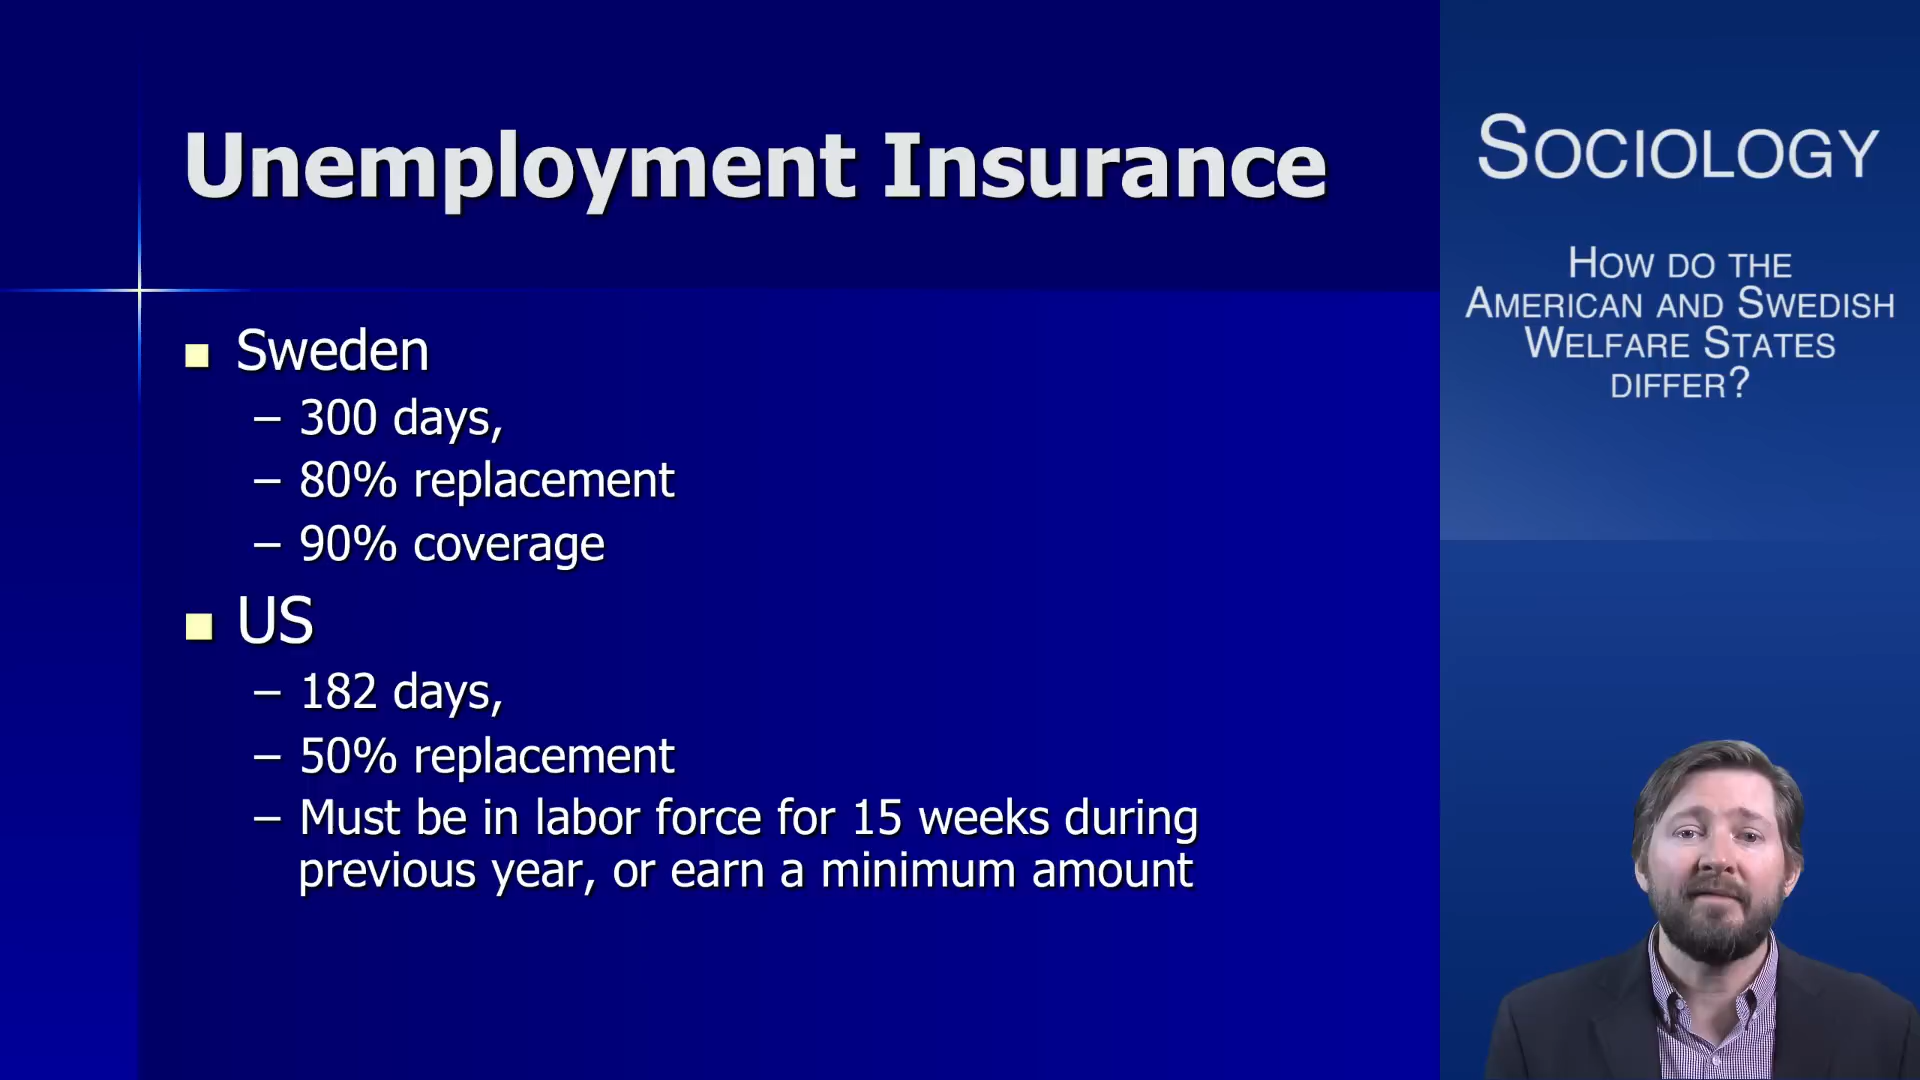 Unemployment Insurance
Sweden
– 300 days,
– 80% replacement
– 90% coverage
US
– 182 days,
– 50% replacement
– Must be in labor force for 15 weeks during
previous year, or earn a minimum amount
SOCIOLOGY
HOW DO THE
AMERICAN AND SWEDISH
WELFARE STATES
DIFFER?